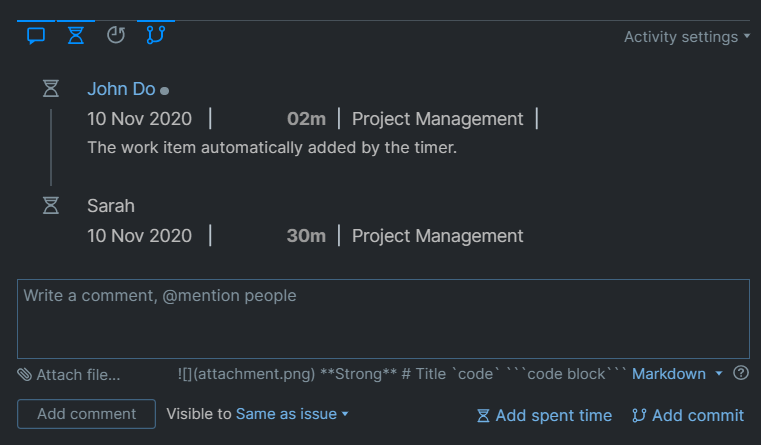 Activity settings
John Do
10 Nov 2020 | 02m | Project Management |
The work item automatically added by the timer.
Sarah
10 Nov 2020 | 30m | Project Management
Write a comment, @mention people
Attach file... ![](attachment.png) **Strong** # Title `code` ```code block``` Markdown
Add comment Visible to Same as issue Add spent time Add commit